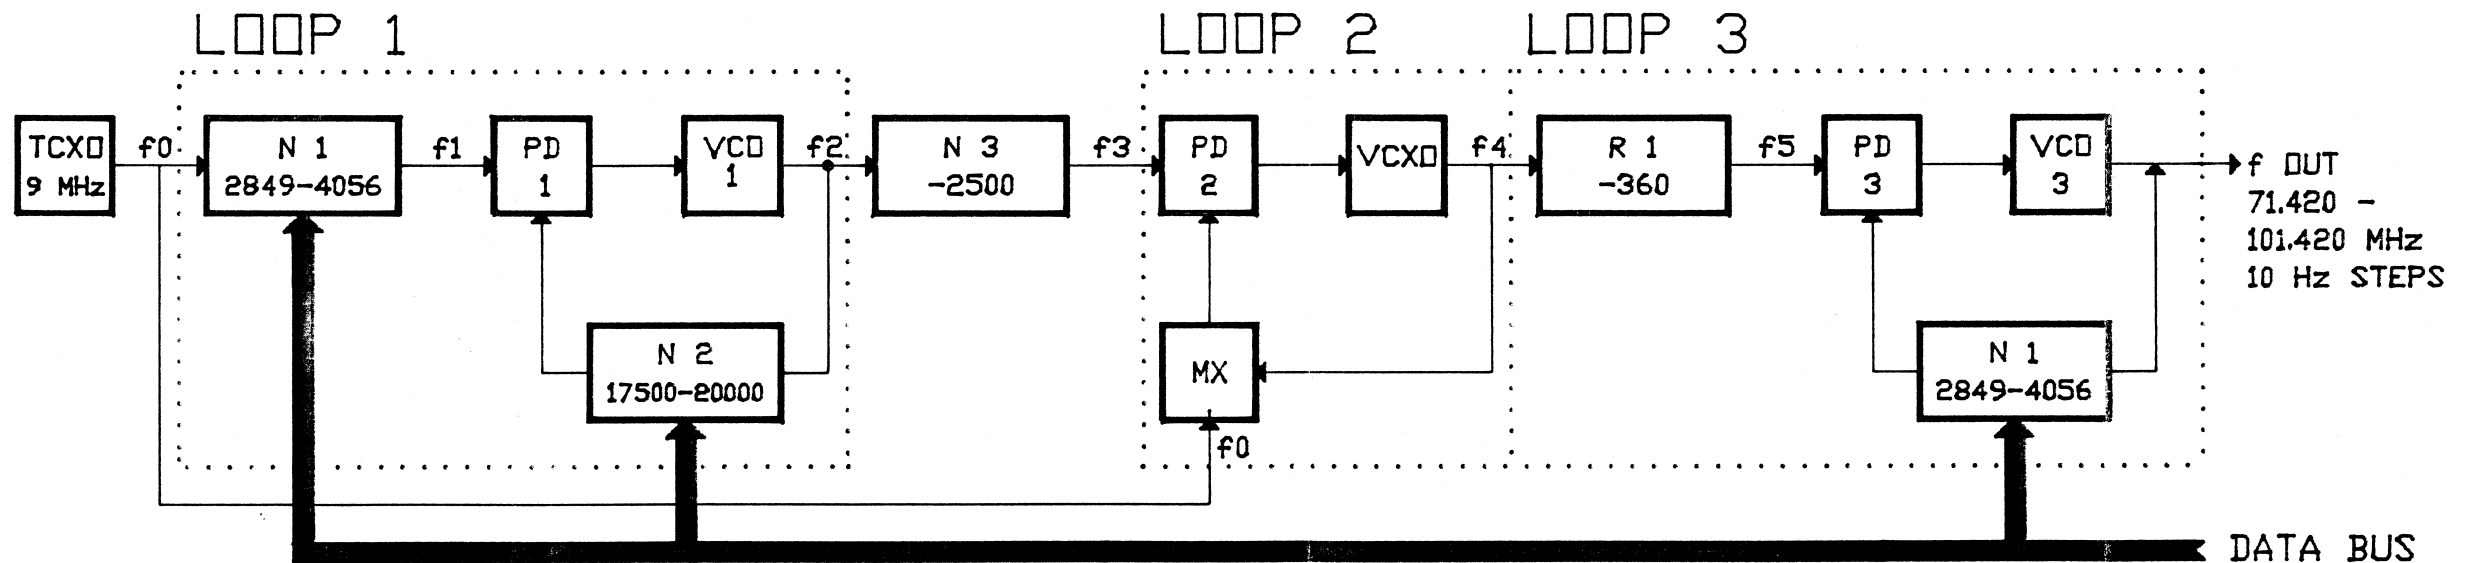 LOOP 1
LOOP 2
LOOP 3
TCXO
9 MHz
f0
N 1
2849-4056
f1
PD
1
VCO
1
f2
N 3
-2500
f3
PD
2
VCXO
f4
R 1
-360
f5
PD
3
VCO
3
f OUT
71.420 -
101.420 MHz
10 Hz STEPS
N 2
17500-20000
MX
f0
N 1
2849-4056
DATA BUS